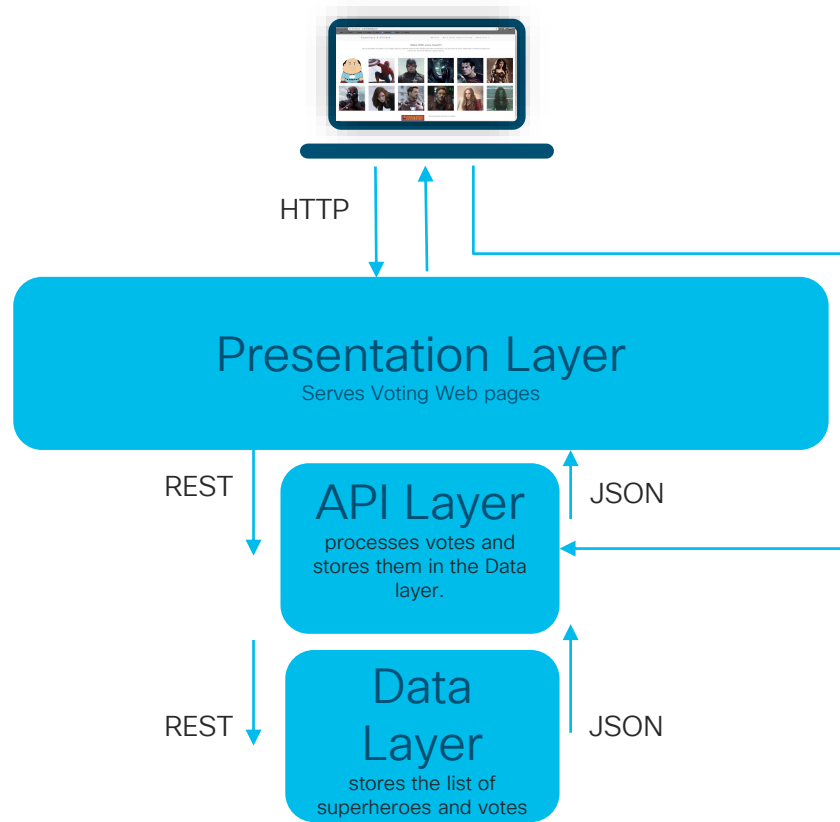 HTTP
Presentation Layer
Serves Voting Web pages
REST
API Layer
JSON
processes votes and
stores them in the Data
layer.
REST
Data
Layer
JSON
stores the list of
superheroes and votes